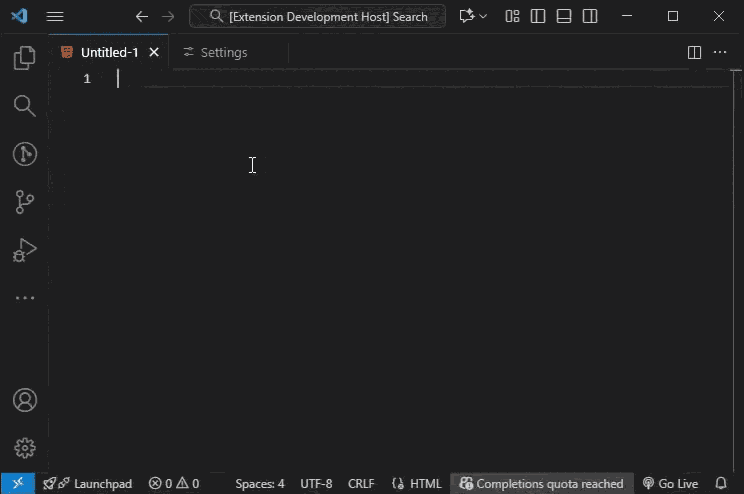 [Extension Development Host] Search
Untitled-1
Settings
1
Launchpad
0
0
Spaces: 4
UTF-8
CRLF
HTML
Completions quota reached
Go Live